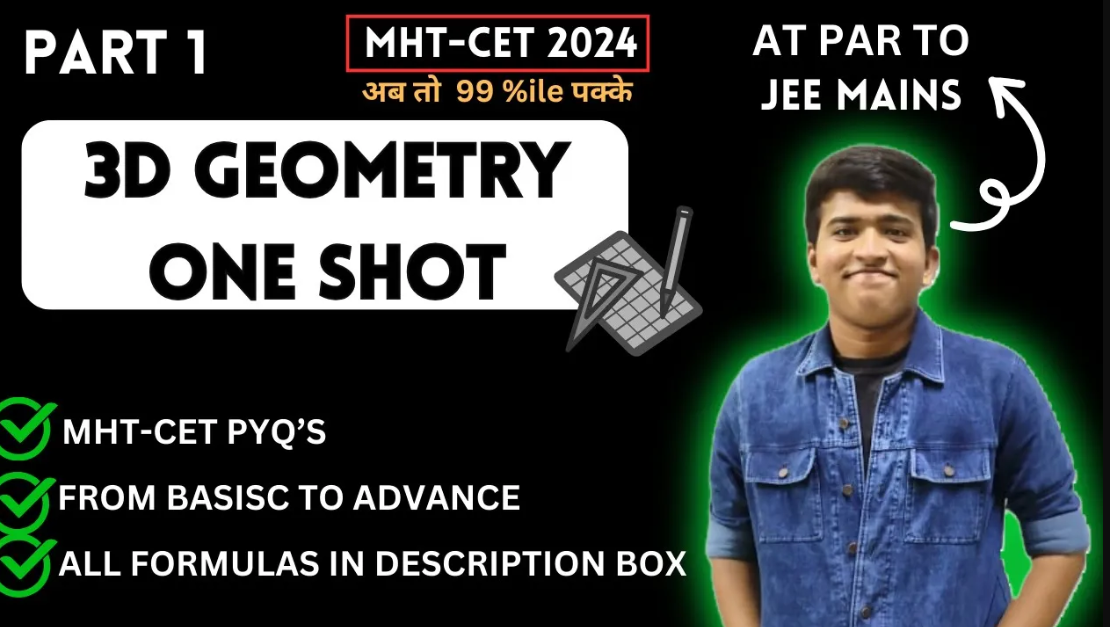 PART 1
MHT-CET 2024
अब तो 99 %ile पक्के
AT PAR TO
JEE MAINS
3D GEOMETRY
ONE SHOT
MHT-CET PYQ’S
FROM BASISC TO ADVANCE
ALL FORMULAS IN DESCRIPTION BOX